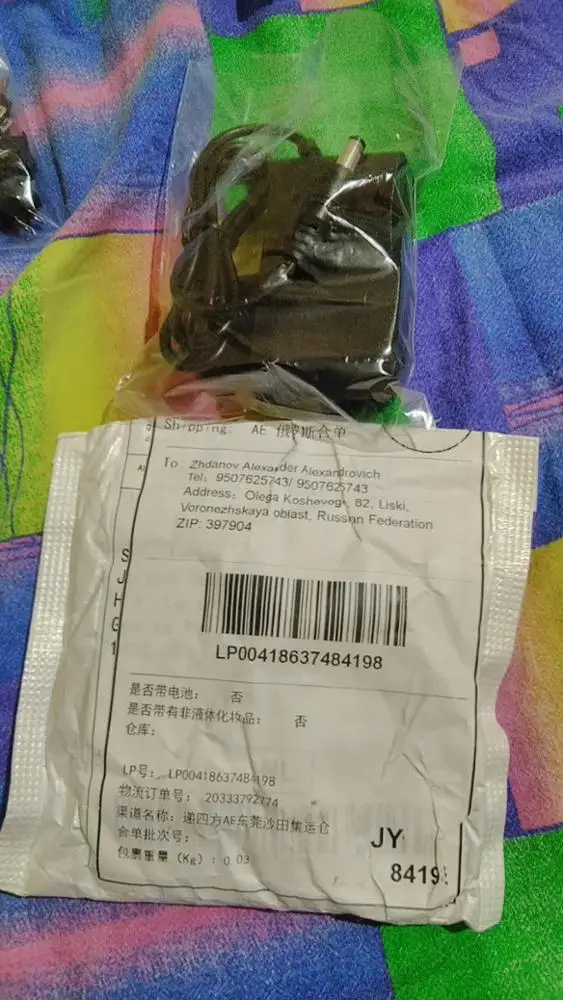 Shipping: AE 俄罗斯合单
To: Zhdanov Alexander Alexandrovich
Tel: 9507625743/ 9507625743
Address: Olega Koshevogo, 82, Liski,
Voronezhskaya oblast, Russian Federation
ZIP: 397904
LP00418637484198
是否带电池: 否
是否带有非液体化妆品: 否
仓库:
LP号: LP00418637484198
物流订单号: 20333792774
渠道名称: 递四方AE东莞沙田集运仓
合单批次号:
包裹重量 (Kg) : 0.03
JY
8419